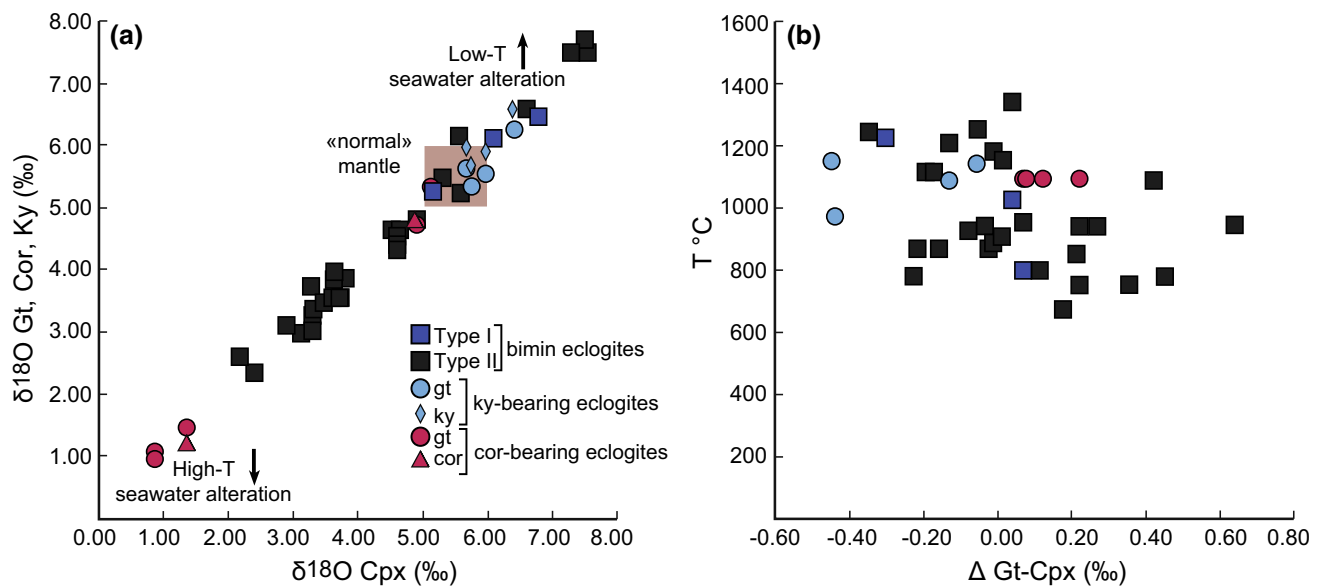 (a)
δ18O Gt, Cor, Ky (‰)
8.00
7.00
6.00
5.00
4.00
3.00
2.00
1.00
Low-T
seawater alteration
«normal»
mantle
Type I
Type II
bimin eclogites
gt
ky
ky-bearing eclogites
gt
cor
cor-bearing eclogites
High-T
seawater alteration
0.00 1.00 2.00 3.00 4.00 5.00 6.00 7.00 8.00
δ18O Cpx (‰)
(b)
T °C
1600
1400
1200
1000
800
600
400
200
-0.60 -0.40 -0.20 0.00 0.20 0.40 0.60 0.80
Δ Gt-Cpx (‰)